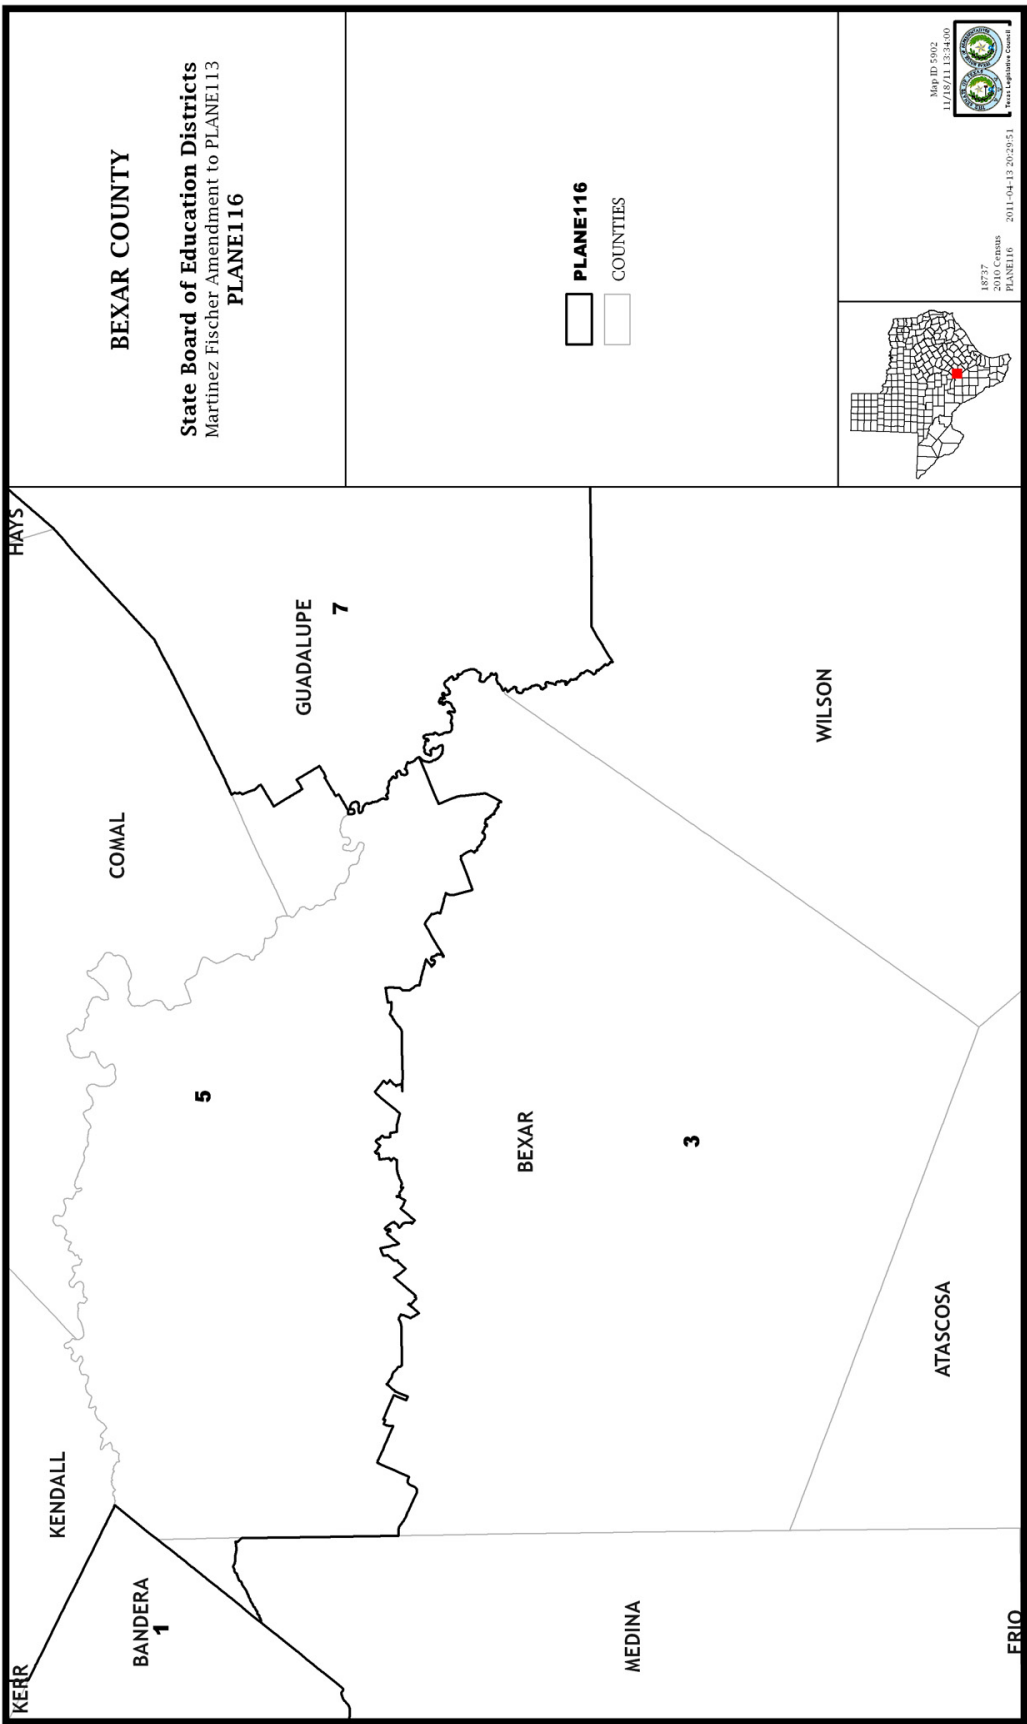 BEXAR COUNTY
State Board of Education Districts
Martinez Fischer Amendment to PLANE113
PLANE116
PLANE116
COUNTIES
KERR
KENDALL
HAYS
COMAL
BANDERA
1
5
GUADALUPE
7
BEXAR
3
MEDINA
WILSON
ATASCOSA
FRIO
Map ID 5902
11/18/11 13:34:00
Texas Legislative Council
18737
2010 Census
PLANE116
2011-04-13 20:29:51